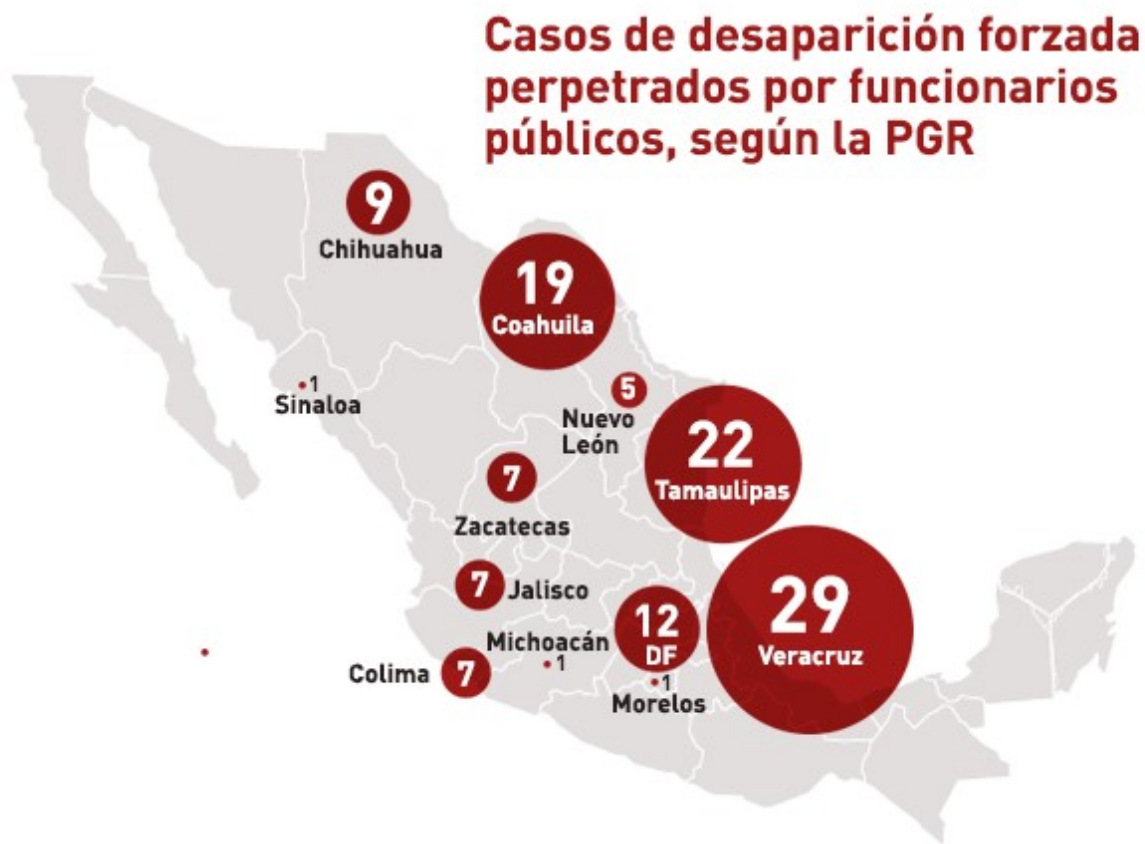 Casos de desaparición forzada
perpetrados por funcionarios
públicos, según la PGR
9
Chihuahua
19
Coahuila
1
Sinaloa
5
Nuevo
León
22
Tamaulipas
7
Zacatecas
7
Jalisco
29
Veracruz
12
DF
Michoacán
1
Colima
7
1
Morelos